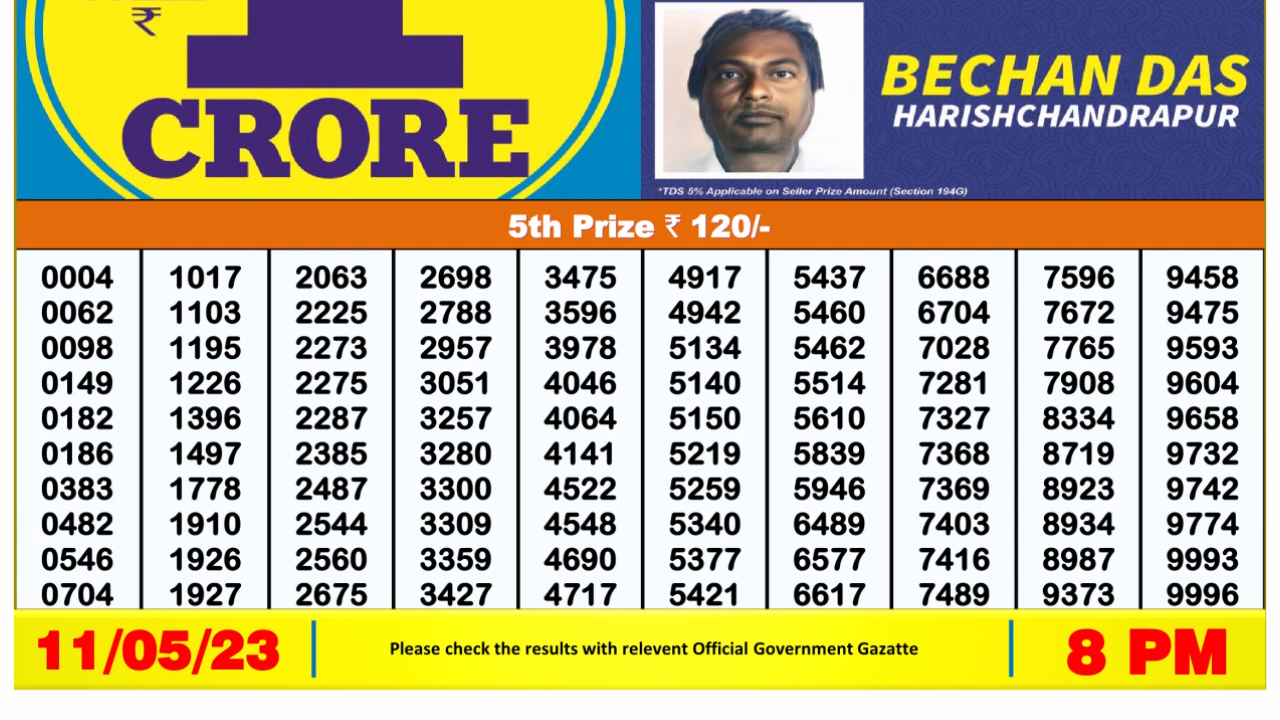 ₹
1
CRORE
BECHAN DAS
HARISHCHANDRAPUR
*TDS 5% Applicable on Seller Prize Amount (Section 194G)
5th Prize ₹ 120/-
0004 1017 2063 2698 3475 4917 5437 6688 7596 9458
0062 1103 2225 2788 3596 4942 5460 6704 7672 9475
0098 1195 2273 2957 3978 5134 5462 7028 7765 9593
0149 1226 2275 3051 4046 5140 5514 7281 7908 9604
0182 1396 2287 3257 4064 5150 5610 7327 8334 9658
0186 1497 2385 3280 4141 5219 5839 7368 8719 9732
0383 1778 2487 3300 4522 5259 5946 7369 8923 9742
0482 1910 2544 3309 4548 5340 6489 7403 8934 9774
0546 1926 2560 3359 4690 5377 6577 7416 8987 9993
0704 1927 2675 3427 4717 5421 6617 7489 9373 9996
11/05/23
Please check the results with relevent Official Government Gazatte
8 PM